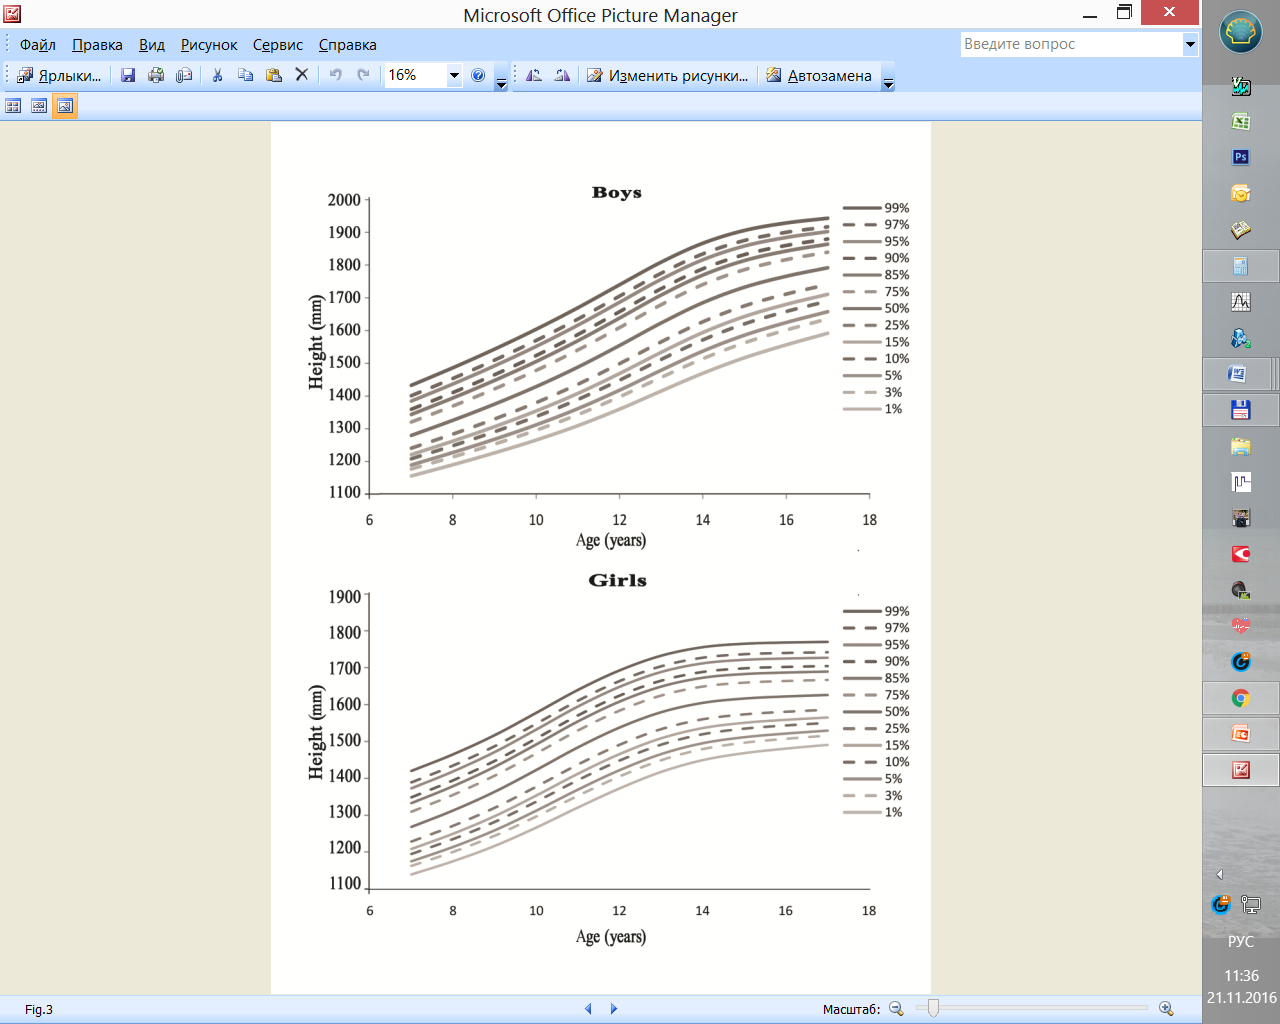 Microsoft Office Picture Manager
Файл Правка Вид Рисунок Сервис Справка
Введите вопрос
Ярлыки...
16%
Изменить рисунки...
Автозамена
Boys
2000
1900
1800
1700
1600
1500
1400
1300
1200
1100
Height (mm)
6 8 10 12 14 16 18
Age (years)
99%
97%
95%
90%
85%
75%
50%
25%
15%
10%
5%
3%
1%
Girls
1900
1800
1700
1600
1500
1400
1300
1200
1100
Height (mm)
6 8 10 12 14 16 18
Age (years)
99%
97%
95%
90%
85%
75%
50%
25%
15%
10%
5%
3%
1%
Fig.3
Масштаб:
Ps
РУС
11:36
21.11.2016